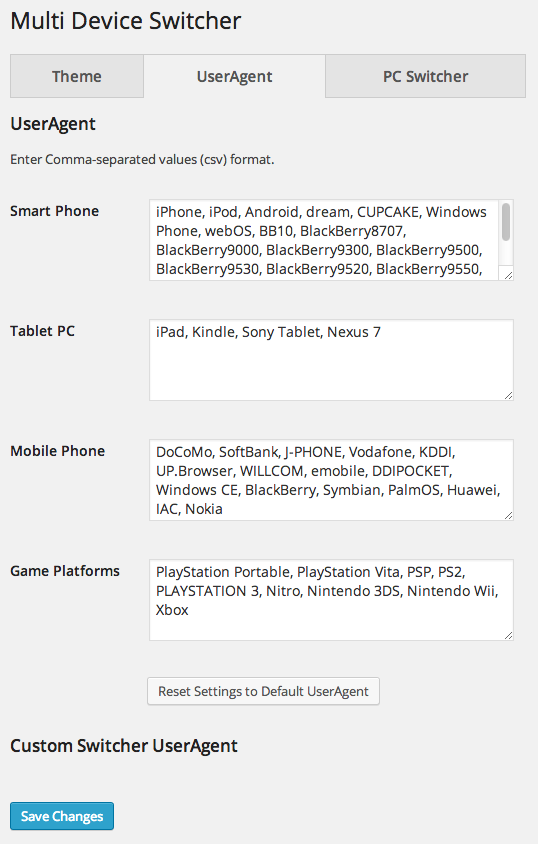 Multi Device Switcher
Theme
UserAgent
PC Switcher
UserAgent
Enter Comma-separated values (csv) format.
Smart Phone
iPhone, iPod, Android, dream, CUPCAKE, Windows
Phone, webOS, BB10, BlackBerry8707,
BlackBerry9000, BlackBerry9300, BlackBerry9500,
BlackBerry9530, BlackBerry9520, BlackBerry9550,
Tablet PC
iPad, Kindle, Sony Tablet, Nexus 7
Mobile Phone
DoCoMo, SoftBank, J-PHONE, Vodafone, KDDI,
UP.Browser, WILLCOM, emobile, DDIPOCKET,
Windows CE, BlackBerry, Symbian, PalmOS, Huawei,
IAC, Nokia
Game Platforms
PlayStation Portable, PlayStation Vita, PSP, PS2,
PLAYSTATION 3, Nitro, Nintendo 3DS, Nintendo Wii,
Xbox
Reset Settings to Default UserAgent
Custom Switcher UserAgent
Save Changes